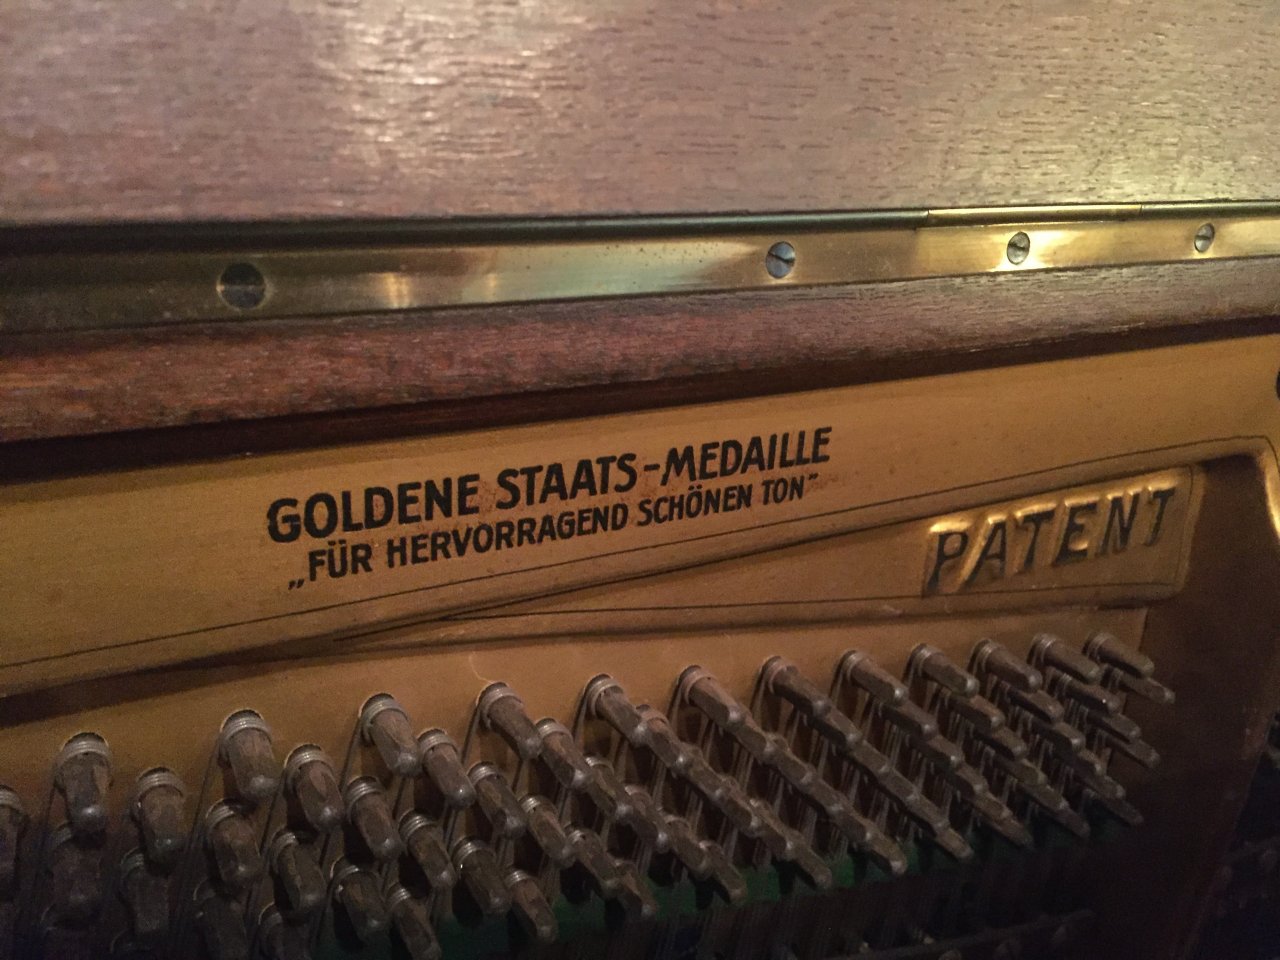 GOLDENE STAATS-MEDAILLE
„FÜR HERVORRAGEND SCHÖNEN TON”
PATENT